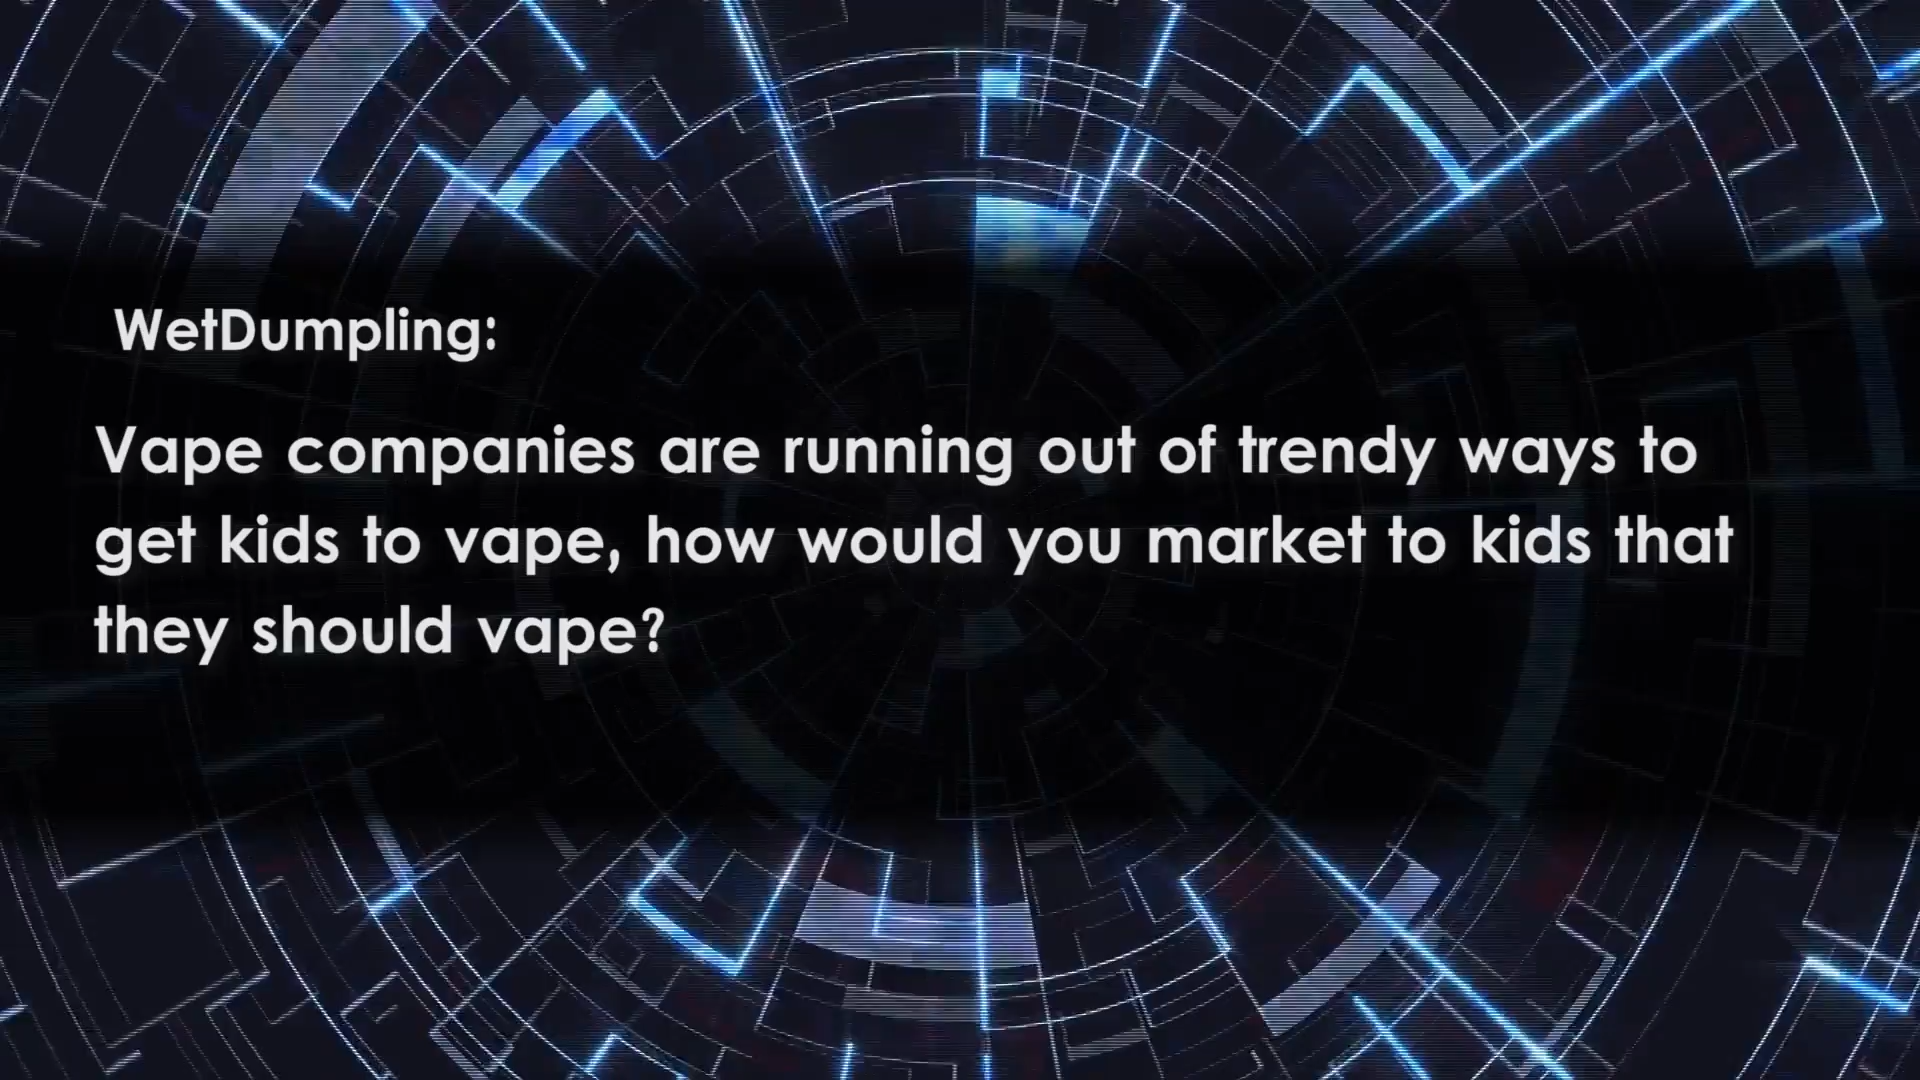 WetDumpling:
Vape companies are running out of trendy ways to
get kids to vape, how would you market to kids that
they should vape?